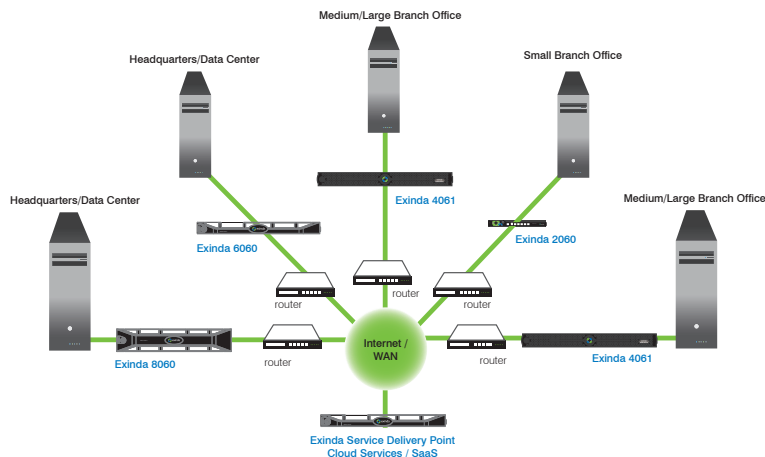 Medium/Large Branch Office
Headquarters/Data Center
Small Branch Office
Headquarters/Data Center
Exinda 4061
Medium/Large Branch Office
Exinda 6060
Exinda 2060
router
router
router
Internet /
WAN
Exinda 8060
router
router
Exinda 4061
Exinda Service Delivery Point
Cloud Services / SaaS